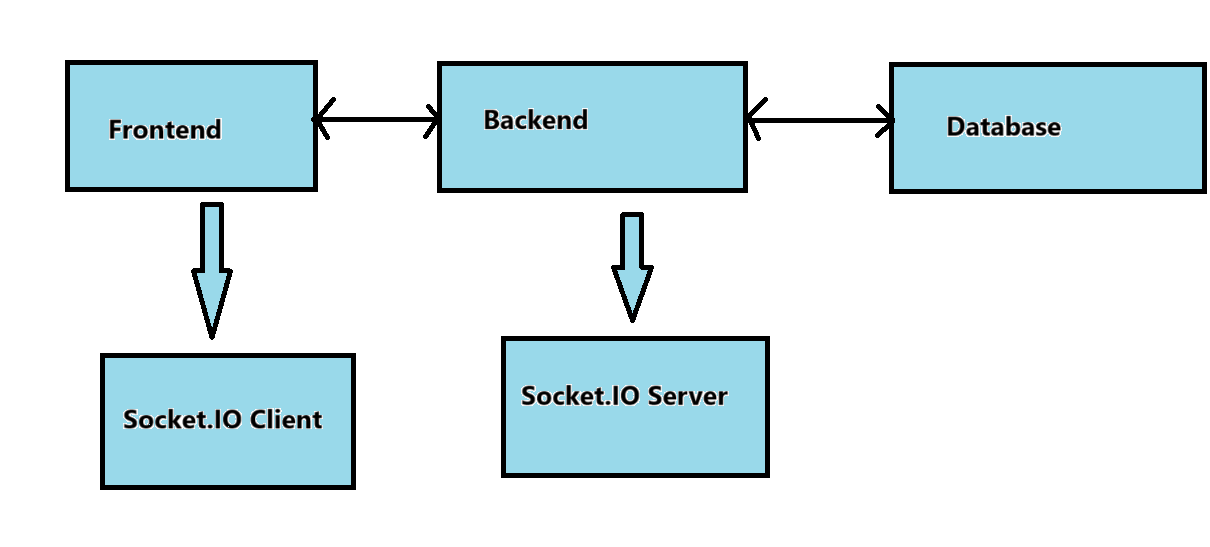 Frontend
Backend
Database
Socket.IO Client
Socket.IO Server